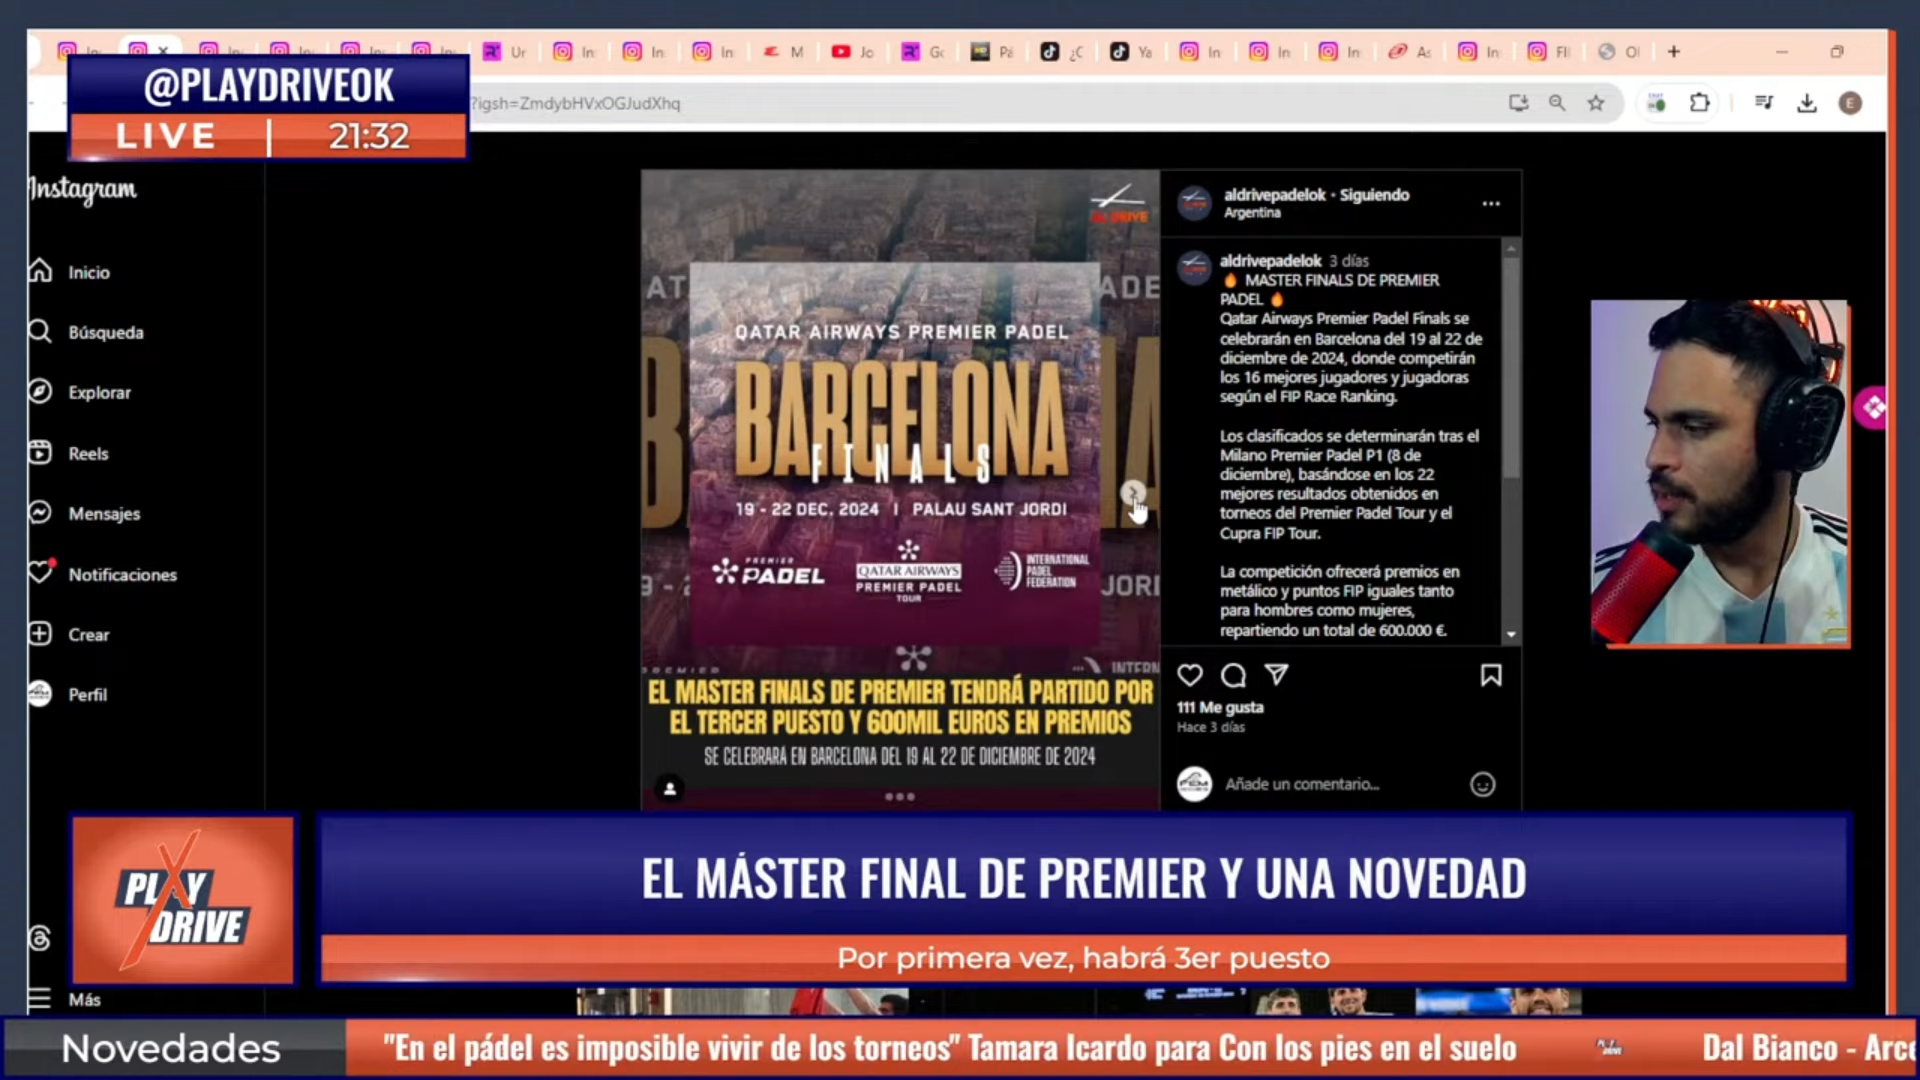 @PLAYDRIVEOK
LIVE | 21:32
?igsh=ZmdybHVxOGJudXhq
Instagram
Inicio
Búsqueda
Explorar
Reels
Mensajes
Notificaciones
Crear
Perfil
Más
AL DRIVE
QATAR AIRWAYS PREMIER PADEL
BARCELONA
FINALS
19 - 22 DEC. 2024 | PALAU SANT JORDI
PREMIER
PADEL
QATAR AIRWAYS
PREMIER PADEL
TOUR
INTERNATIONAL
PADEL
FEDERATION
EL MASTER FINALS DE PREMIER TENDRÁ PARTIDO POR
EL TERCER PUESTO Y 600MIL EUROS EN PREMIOS
SE CELEBRARÁ EN BARCELONA DEL 19 AL 22 DE DICIEMBRE DE 2024
aldrivepadelok • Siguiendo
Argentina
aldrivepadelok 3 días
🔥 MASTER FINALS DE PREMIER
PADEL 🔥
Qatar Airways Premier Padel Finals se
celebrarán en Barcelona del 19 al 22 de
diciembre de 2024, donde competirán
los 16 mejores jugadores y jugadoras
según el FIP Race Ranking.
Los clasificados se determinarán tras el
Milano Premier Padel P1 (8 de
diciembre), basándose en los 22
mejores resultados obtenidos en
torneos del Premier Padel Tour y el
Cupra FIP Tour.
La competición ofrecerá premios en
metálico y puntos FIP iguales tanto
para hombres como mujeres,
repartiendo un total de 600.000 €.
111 Me gusta
Hace 3 días
Añade un comentario...
PLAY
DRIVE
EL MÁSTER FINAL DE PREMIER Y UNA NOVEDAD
Por primera vez, habrá 3er puesto
Novedades
"En el pádel es imposible vivir de los torneos" Tamara Icardo para Con los pies en el suelo
Dal Bianco - Arce